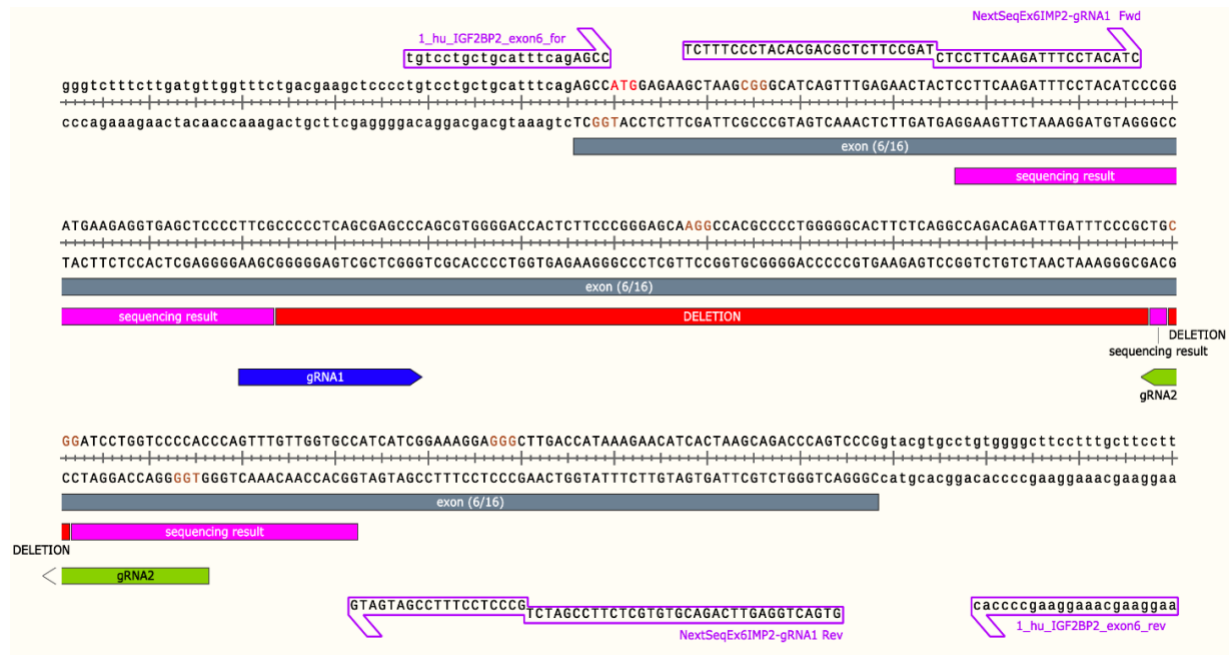 NextSeqEx6IMP2-gRNA1 Fwd
1_hu_IGF2BP2_exon6_for
TCTTTCCCTACACGACGCTCTTCCGAT
tgtcctgctgcatttcagAGCC
CTCCTTCAAGATTTCCTACATC
gggtctttcttgatgttggtttctgacgaagctcccctgtcctgctgcatttcagAGCCATGGAGAAGCTAAGCGGGCATCAGTTTGAGAACTACTCCTTCAAGATTTCCTACATCCCGG
cccagaaagaactacaaccaaagactgcttcgaggggacaggacgacgtaaagtcTCGGTACCTCTTCGATTCGCCCGTAGTCAAACTCTTGATGAGGAAGTTCTAAAGGATGTAGGGCC
exon (6/16)
sequencing result
ATGAAGAGGTGAGCTCCCCTTCGCCCCCTCAGCGAGCCCAGCGTGGGGACCACTCTTCCCGGGAGCAAGGCCACGCCCCTGGGGGCACTTCTCAGGCCAGACAGATTGATTTCCCGCTGC
TACTTCTCCACTCGAGGGGAAGCGGGGGAGTCGCTCGGGTCGCACCCCTGGTGAGAAGGGCCCTCGTTCCGGTGCGGGGACCCCCGTGAAGAGTCCGGTCTGTCTAACTAAAGGGCGACG
exon (6/16)
sequencing result DELETION
DELETION
sequencing result
gRNA1
gRNA2
GGATCCTGGTCCCCACCCAGTTTGTTGGTGCCATCATCGGAAAGGAGGGCTTGACCATAAAGAACATCACTAAGCAGACCCAGTCCCGgtacgtgcctgtggggcttcctttgcttcctt
CCTAGGACCAGGGGTGGGTCAAACAACCACGGTAGTAGCCTTTCCTCCCGAACTGGTATTTCTTGTAGTGATTCGTCTGGGTCAGGGCcatgcacggacaccccgaaggaaacgaaggaa
exon (6/16)
sequencing result
DELETION
gRNA2
GTAGTAGCCTTTCCTCCCG
TCTAGCCTTCTCGTGTGCAGACTTGAGGTCAGTG
caccccgaaggaaacgaaggaa
NextSeqEx6IMP2-gRNA1 Rev
1_hu_IGF2BP2_exon6_rev